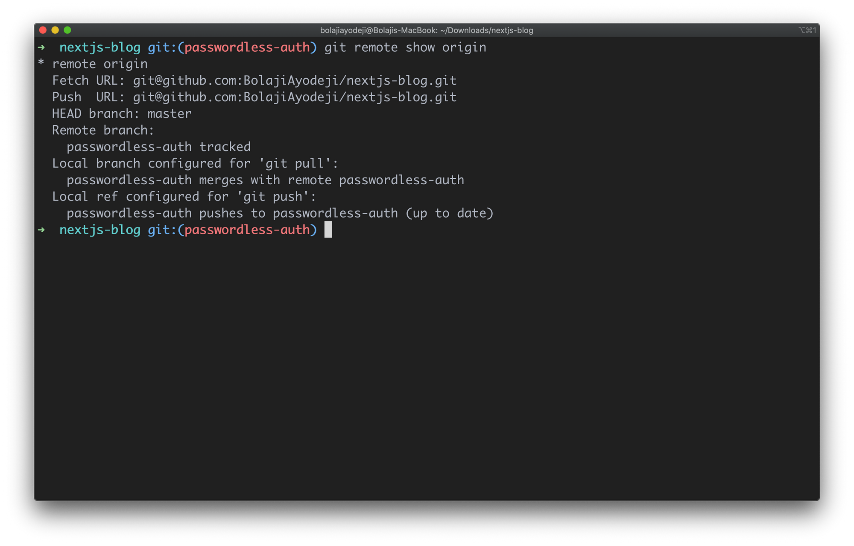 bolajiayodeji@Bolajis-MacBook: ~/Downloads/nextjs-blog
⌥⌘1
➜  nextjs-blog git:(passwordless-auth) git remote show origin
* remote origin
  Fetch URL: git@github.com:BolajiAyodeji/nextjs-blog.git
  Push  URL: git@github.com:BolajiAyodeji/nextjs-blog.git
  HEAD branch: master
  Remote branch:
    passwordless-auth tracked
  Local branch configured for 'git pull':
    passwordless-auth merges with remote passwordless-auth
  Local ref configured for 'git push':
    passwordless-auth pushes to passwordless-auth (up to date)
➜  nextjs-blog git:(passwordless-auth)